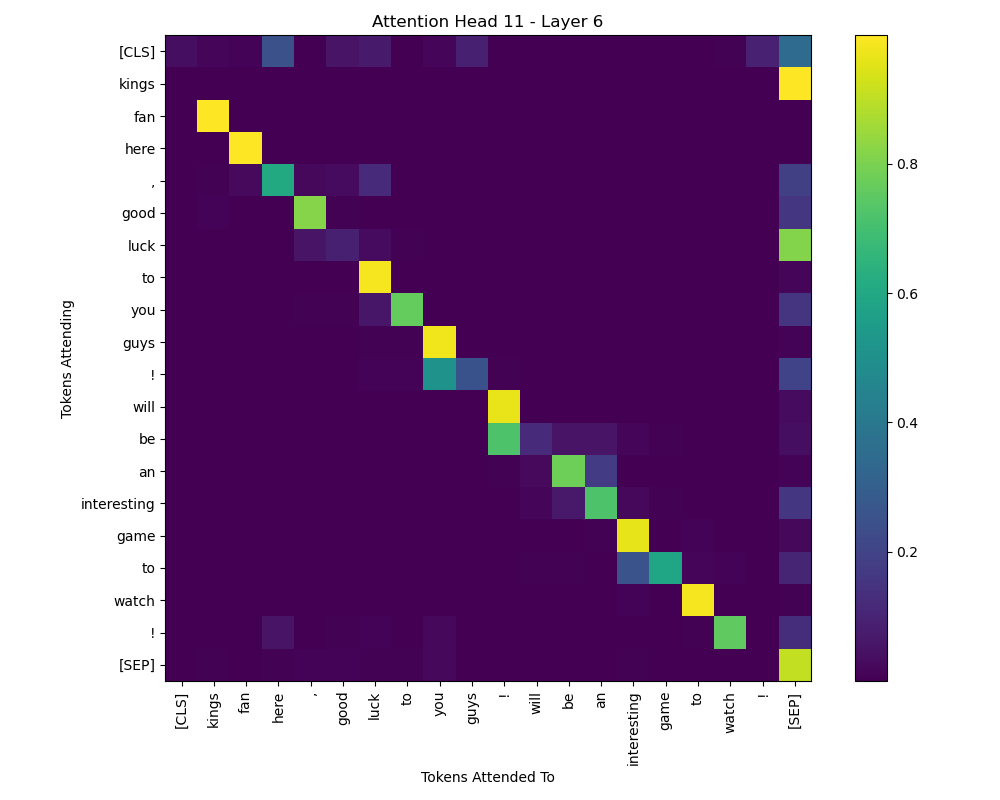 Attention Head 11 - Layer 6
[CLS]
kings
fan
here
,
good
luck
to
you
guys
!
will
be
an
interesting
game
to
watch
!
[SEP]
Tokens Attending
[CLS]
kings
fan
here
,
good
luck
to
you
guys
!
will
be
an
interesting
game
to
watch
!
[SEP]
Tokens Attended To
0.8
0.6
0.4
0.2